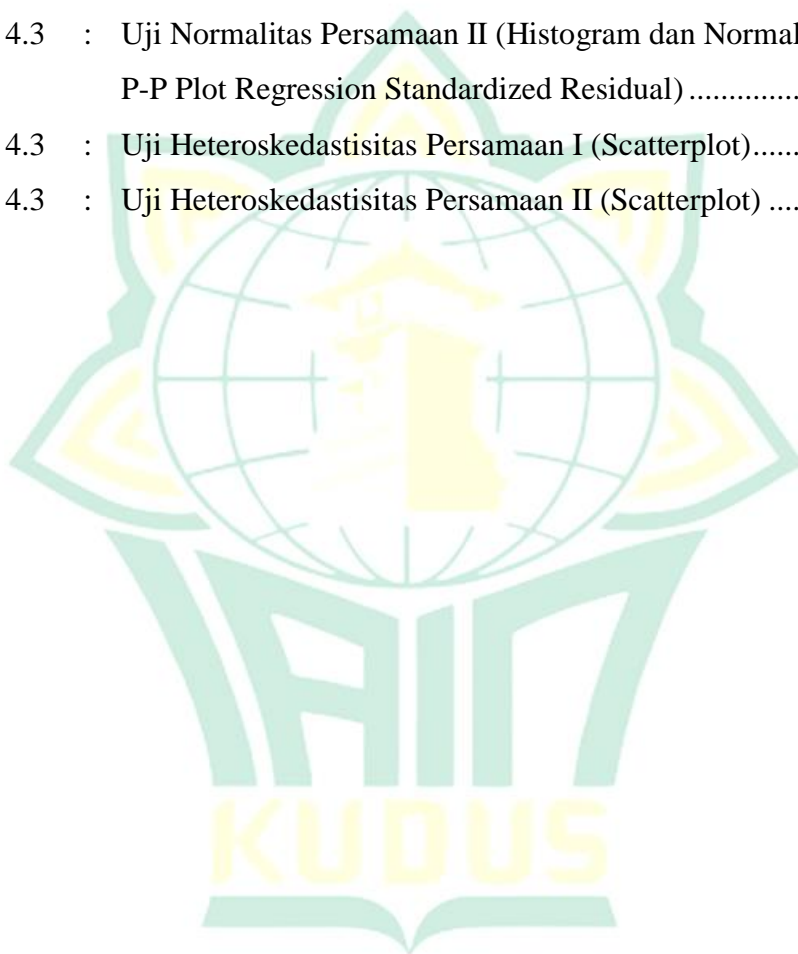 4.3 : Uji Normalitas Persamaan II (Histogram dan Normal
P-P Plot Regression Standardized Residual) ..............
4.3 : Uji Heteroskedastisitas Persamaan I (Scatterplot)......
4.3 : Uji Heteroskedastisitas Persamaan II (Scatterplot) ....
IAIN
KUDUS